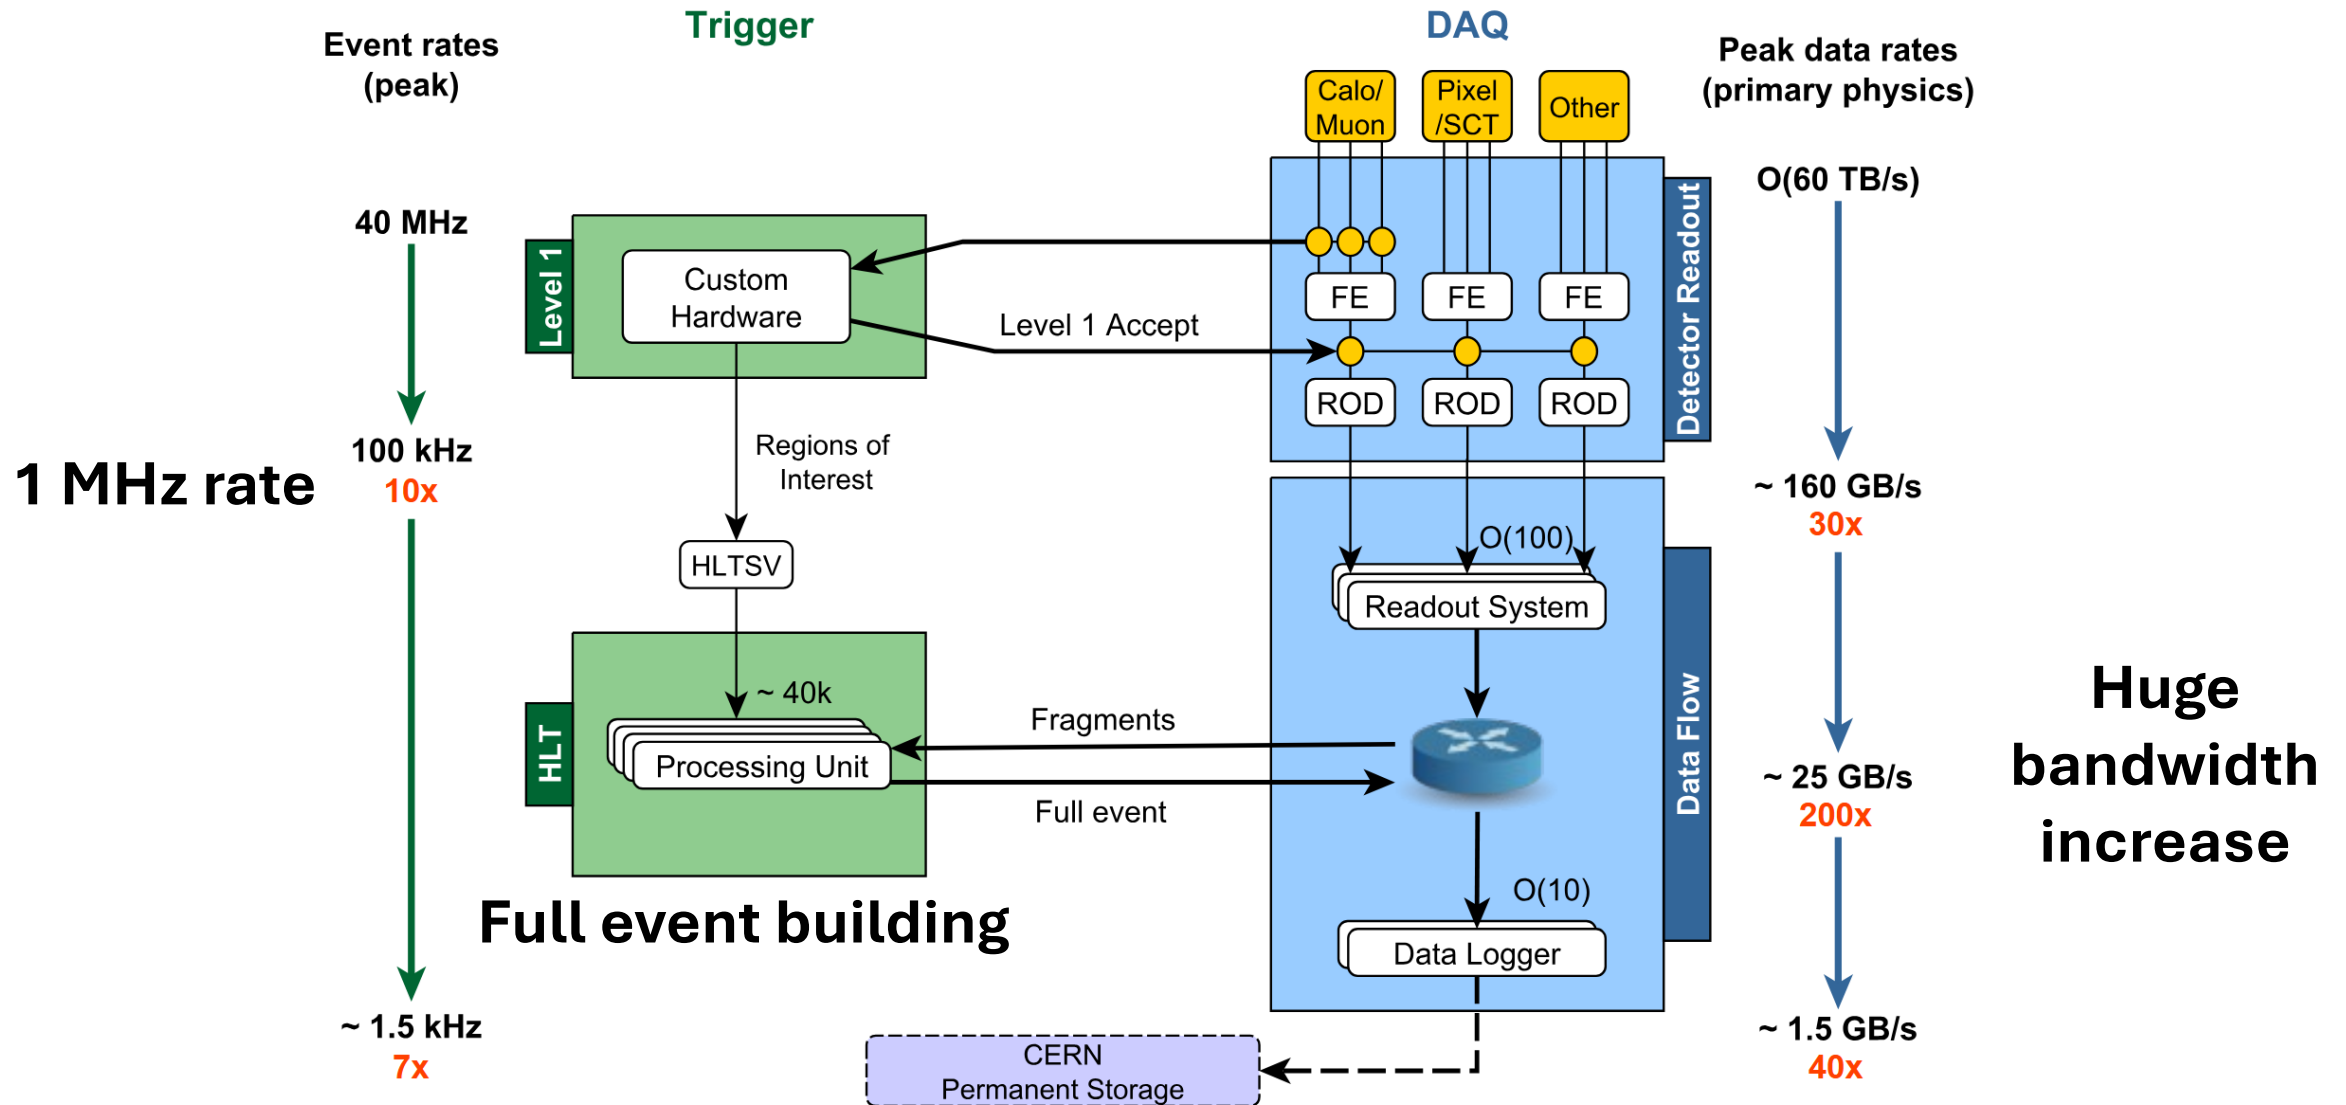 Trigger
DAQ
Event rates
(peak)
Peak data rates
(primary physics)
Calo/
Muon
Pixel
/SCT
Other
40 MHz
O(60 TB/s)
Level 1
Custom
Hardware
Level 1 Accept
FE
FE
FE
ROD
ROD
ROD
Detector Readout
1 MHz rate
100 kHz
10x
Regions of
Interest
~ 160 GB/s
30x
HLTSV
O(100)
Readout System
HLT
~ 40k
Processing Unit
Fragments
Full event
Data Flow
~ 25 GB/s
200x
Huge
bandwidth
increase
Full event building
O(10)
Data Logger
~ 1.5 kHz
7x
CERN
Permanent Storage
~ 1.5 GB/s
40x